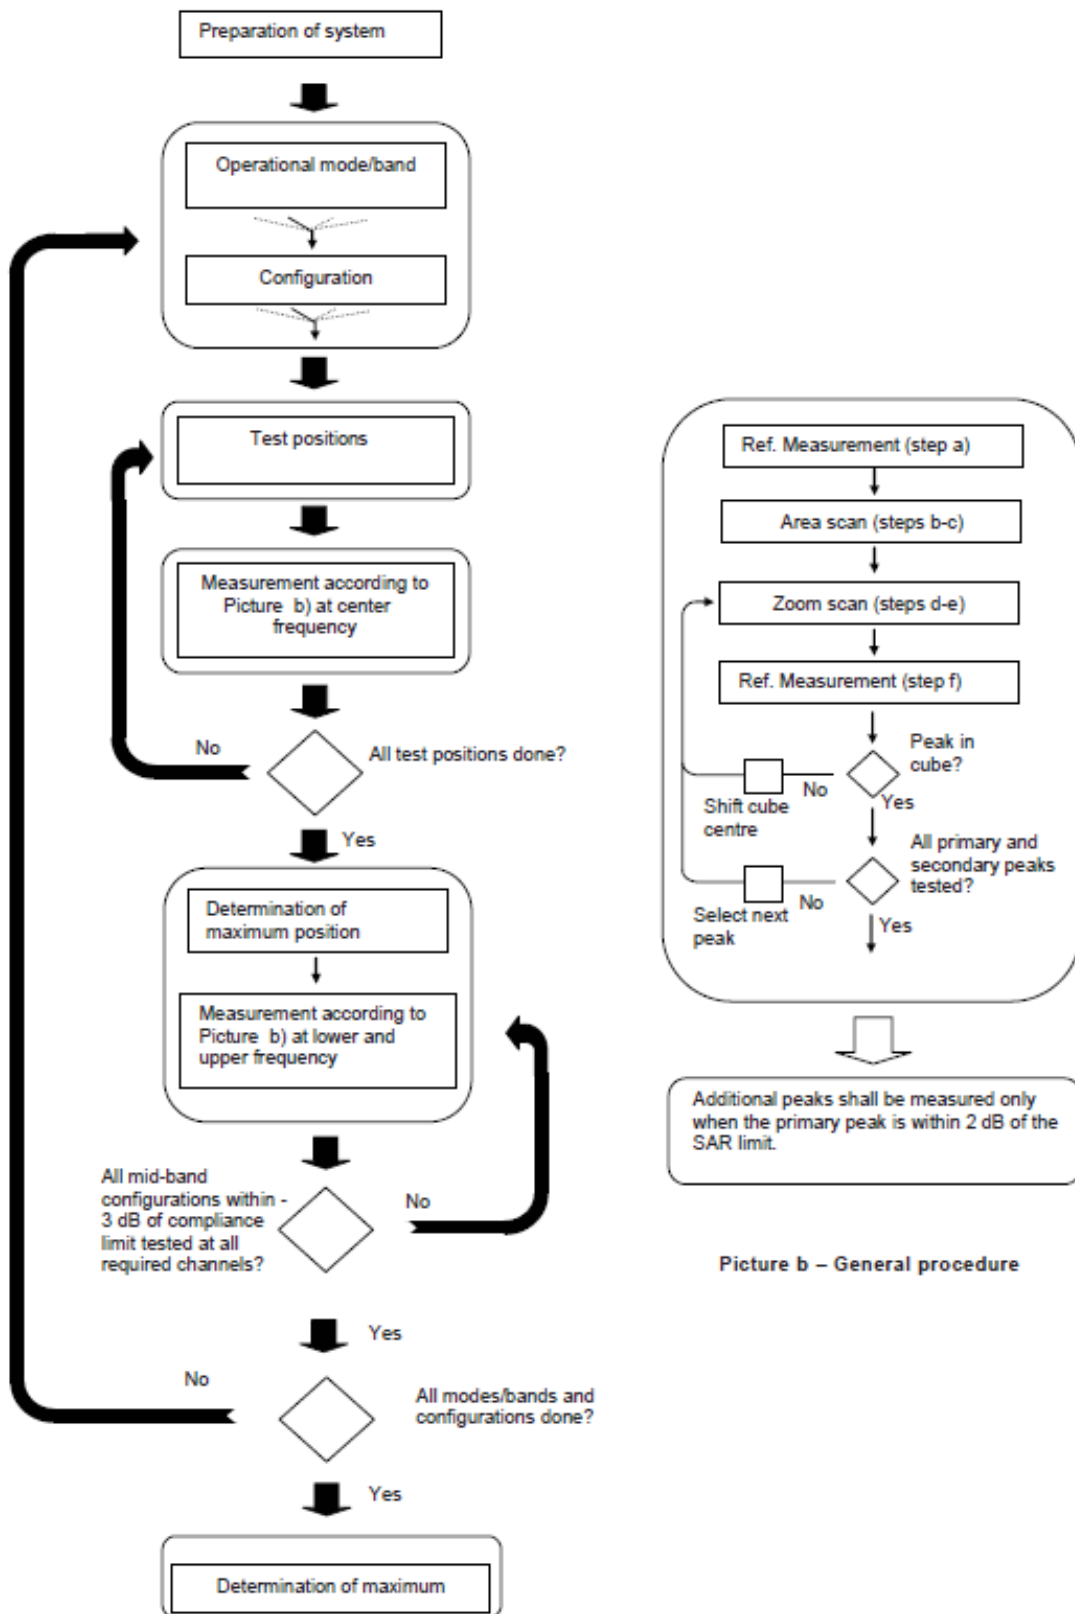 Preparation of system
Operational mode/band
Configuration
Test positions
Measurement according to
Picture b) at center
frequency
No
All test positions done?
Yes
Determination of
maximum position
Measurement according to
Picture b) at lower and
upper frequency
All mid-band
configurations within -
3 dB of compliance
limit tested at all
required channels?
No
Yes
No
All modes/bands and
configurations done?
Yes
Determination of maximum
Ref. Measurement (step a)
Area scan (steps b-c)
Zoom scan (steps d-e)
Ref. Measurement (step f)
Peak in
cube?
No
Shift cube
centre
Yes
All primary and
secondary peaks
tested?
No
Select next
peak
Yes
Additional peaks shall be measured only
when the primary peak is within 2 dB of the
SAR limit.
Picture b – General procedure